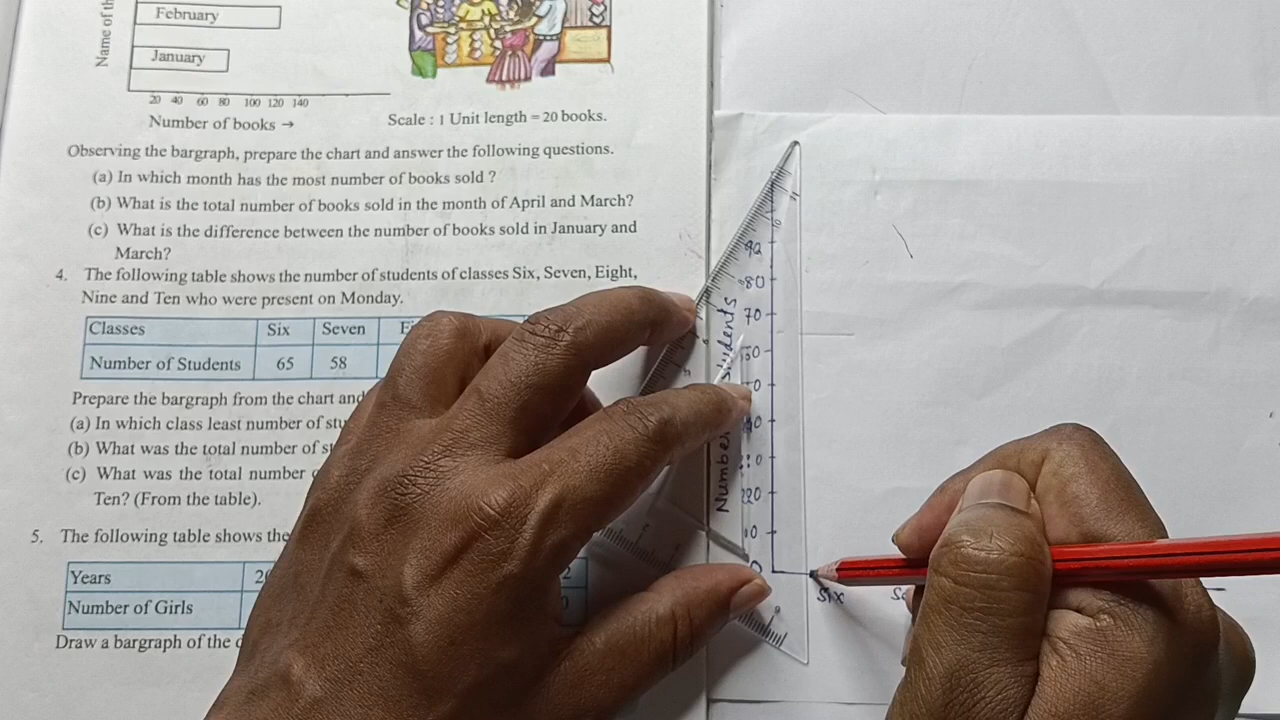 February
Name of th
January
20 40 60 80 100 120 140
Number of books →
Scale : 1 Unit length = 20 books.
Observing the bargraph, prepare the chart and answer the following questions.
(a) In which month has the most number of books sold ?
(b) What is the total number of books sold in the month of April and March?
(c) What is the difference between the number of books sold in January and
March?
4. The following table shows the number of students of classes Six, Seven, Eight,
Nine and Ten who were present on Monday.
Classes Six Seven
Number of Students 65 58
Prepare the bargraph from the chart and
(a) In which class least number of
(b) What was the total number of
(c) What was the total number
Ten? (From the table).
5. The following table shows the
Years
Number of Girls
Draw a bargraph of the
90
80
70
Number
Students
Six